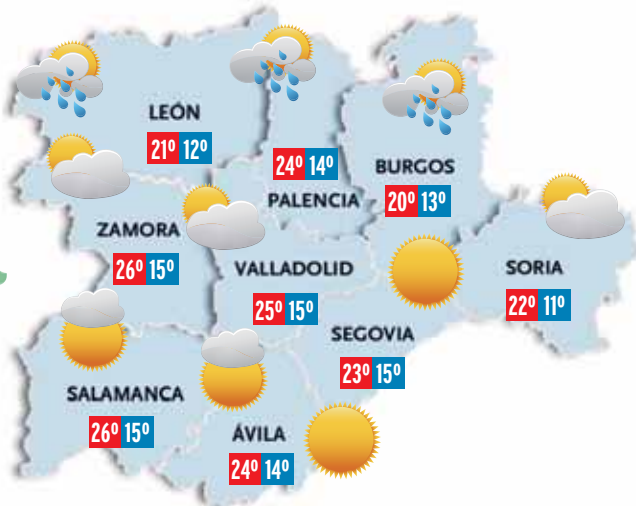 LEÓN
21º 12º
24º 14º
PALENCIA
BURGOS
20º 13º
ZAMORA
26º 15º
VALLADOLID
25º 15º
SORIA
22º 11º
SEGOVIA
23º 15º
SALAMANCA
26º 15º
ÁVILA
24º 14º